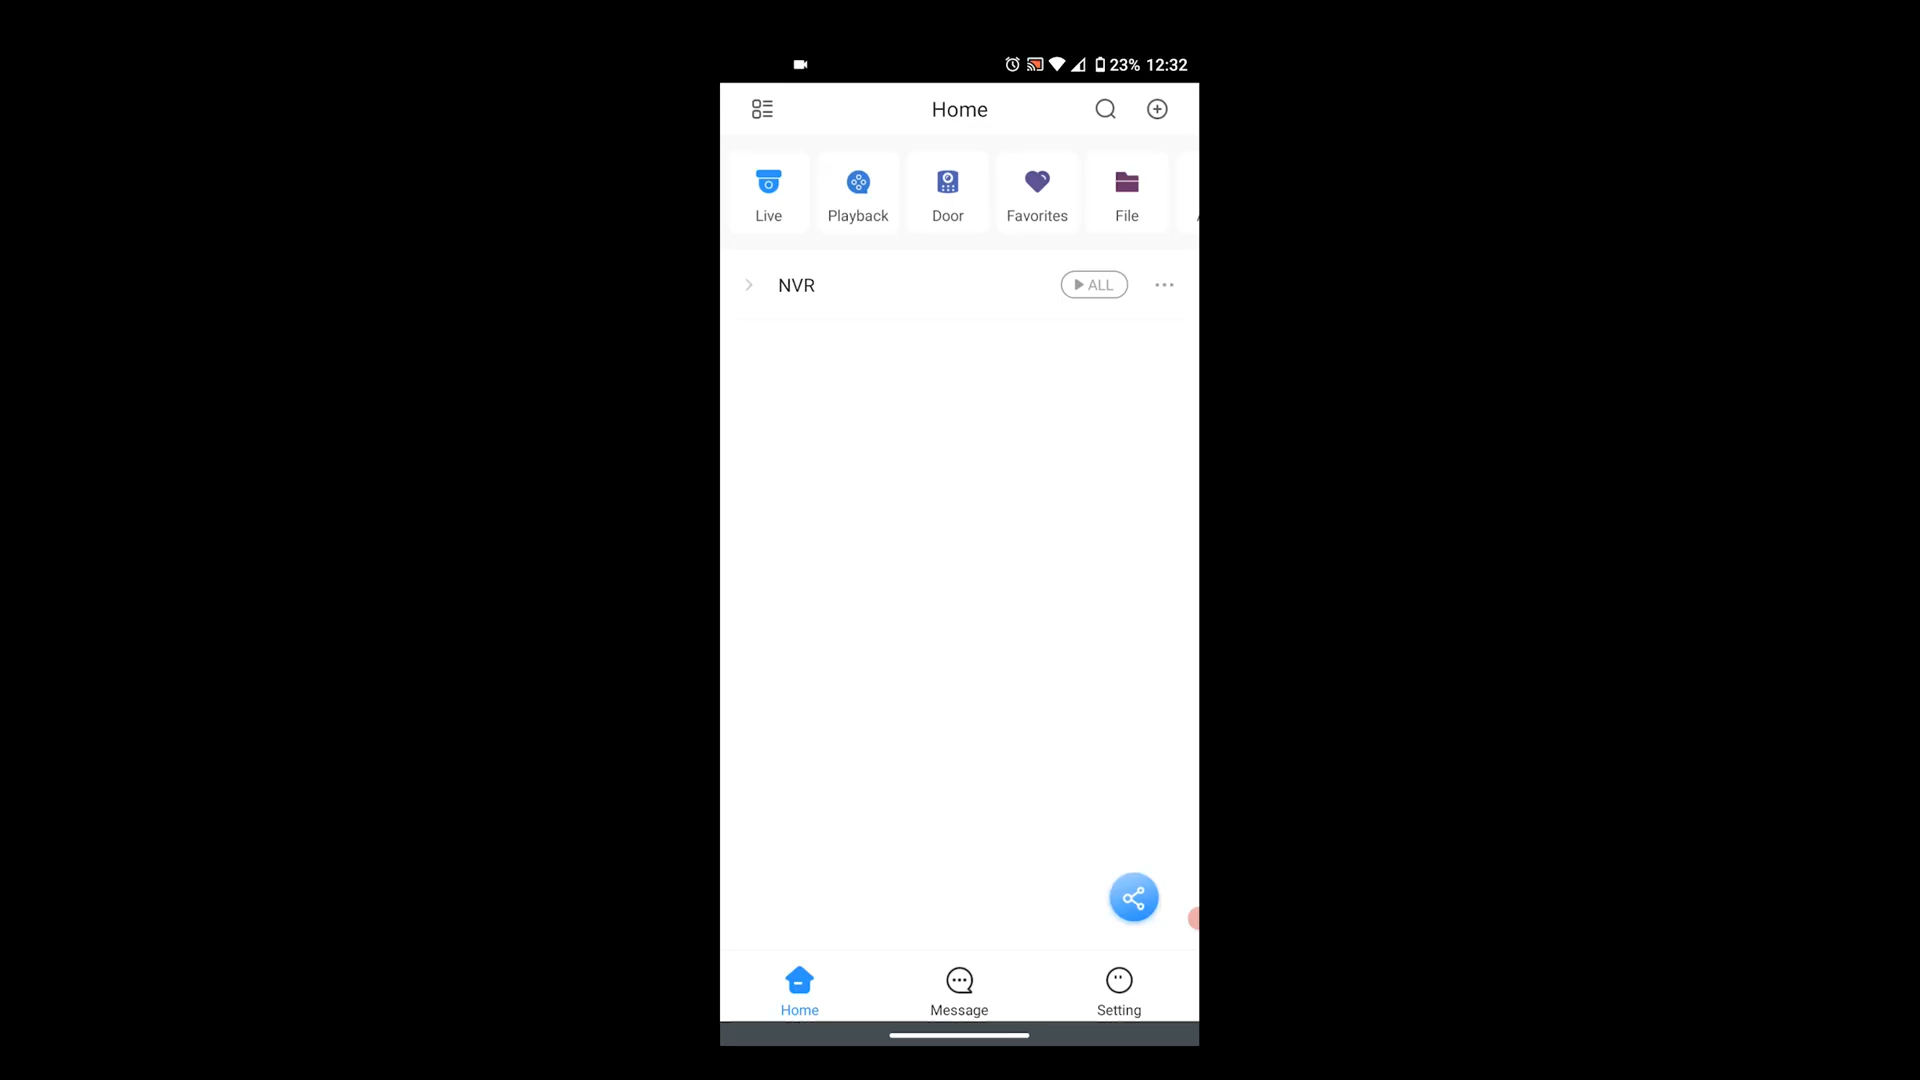 23% 12:32
Home
Live Playback Door Favorites File
NVR ALL
Home Message Setting